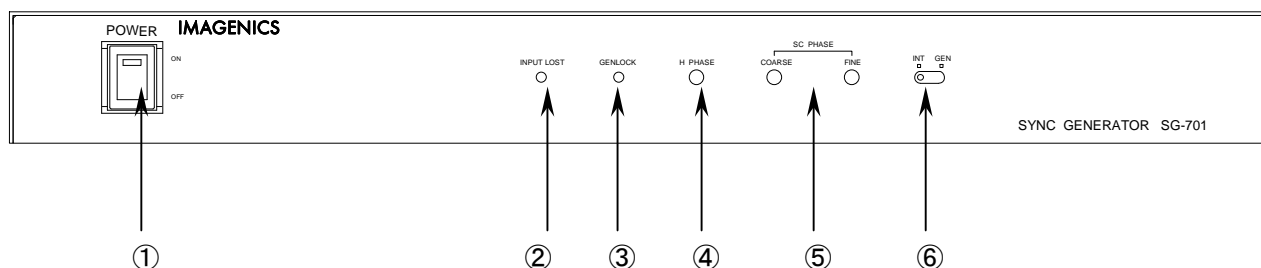 POWER
IMAGENICS
ON
OFF
INPUT LOST
GENLOCK
H PHASE
SC PHASE
COARSE
FINE
INT GEN
SYNC GENERATOR SG-701
① ② ③ ④ ⑤ ⑥